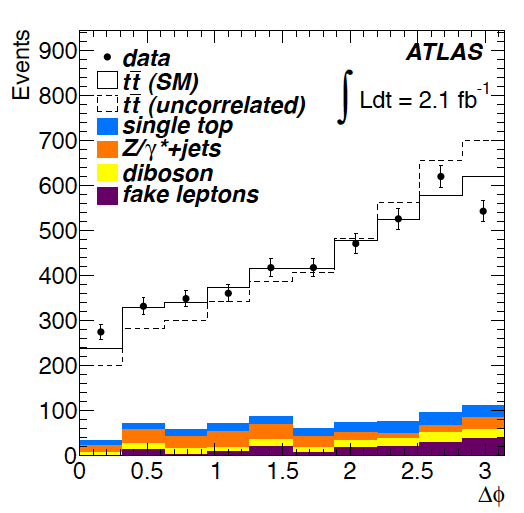 Events
900
800
700
600
500
400
300
200
100
0
ATLAS
∫ Ldt = 2.1 fb⁻¹
data
tt̄ (SM)
tt̄ (uncorrelated)
single top
Z/γ*+jets
diboson
fake leptons
0 0.5 1 1.5 2 2.5 3
Δϕ